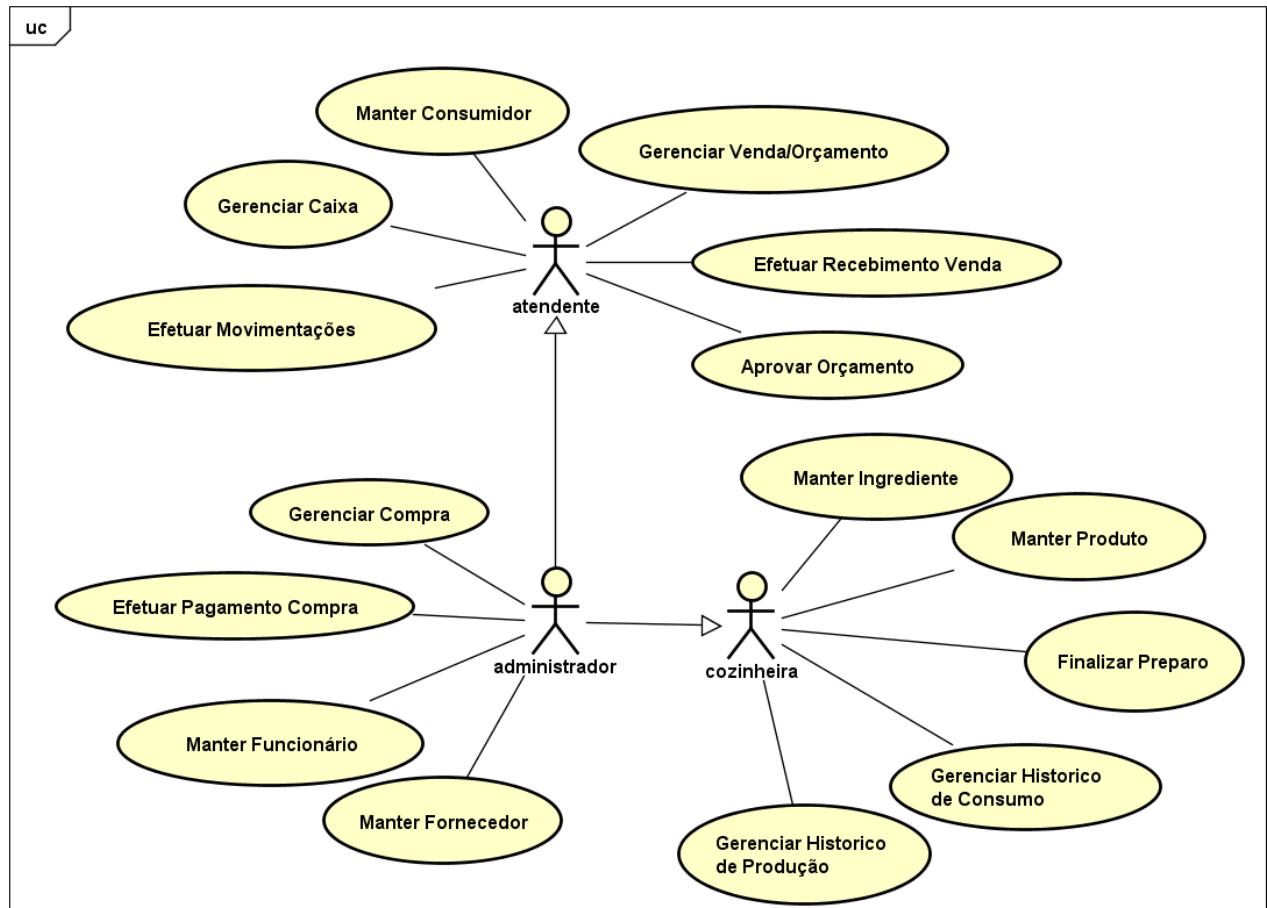 uc
Manter Consumidor
Gerenciar Venda/Orçamento
Gerenciar Caixa
Efetuar Recebimento Venda
atendente
Efetuar Movimentações
Aprovar Orçamento
Manter Ingrediente
Gerenciar Compra
Manter Produto
Efetuar Pagamento Compra
administrador
cozinheira
Finalizar Preparo
Manter Funcionário
Gerenciar Historico
de Consumo
Manter Fornecedor
Gerenciar Historico
de Produção